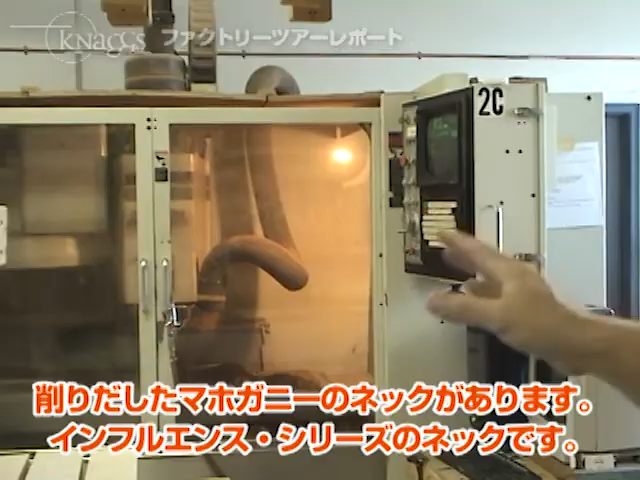 KNaGGS ファクトリーツアーレポート
2C
削りだしたマホガニーのネックがあります。
インフルエンス・シリーズのネックです。